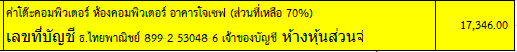 ค่าโต๊ะคอมพิวเตอร์ ห้องคอมพิวเตอร์ อาคารโจเซฟ (ส่วนที่เหลือ 70%)
17,346.00
เลขที่บัญชี ธ.ไทยพาณิชย์ 899 2 53048 6 เจ้าของบัญชี ห้างหุ้นส่วนจ่